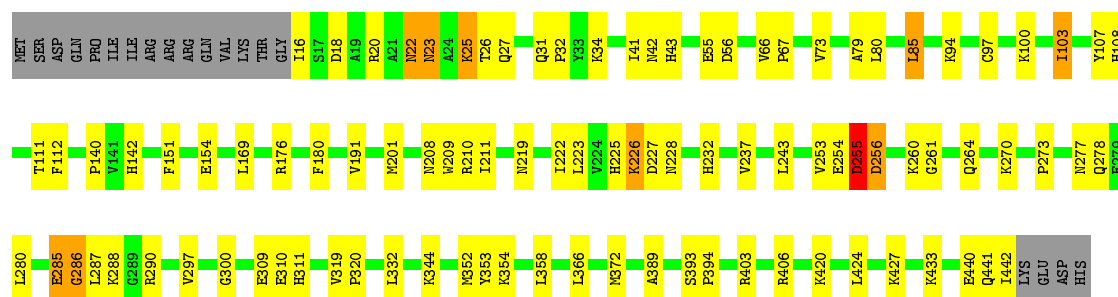 MET SER ASP GLN PRO ILE ILE ARG ARG ARG GLN VAL LYS THR GLY I16 S17 D18 A19 R20 A21 N22 N23 A24 K25 T26 Q27 Q31 P32 Y33 K34 I41 N42 H43 E55 D56 V66 P67 V73 A79 L80 L85 K94 C97 K100 I103 Y107 H108
T111 F112 P140 V141 H142 F151 E154 L169 R176 F180 V191 M201 N208 W209 R210 I211 N219 I222 L223 V224 H225 K226 D227 N228 H232 V237 L243 V253 E254 D255 D256 K260 G261 Q264 K270 P273 N277 Q278 E279
L280 E285 G286 L287 K288 G289 R290 V297 G300 E309 E310 H311 V319 P320 L332 K344 M352 Y353 K354 L358 L366 M372 A389 S393 P394 R403 R406 K420 L424 K427 K433 E440 Q441 I442 LYS GLU ASP HIS